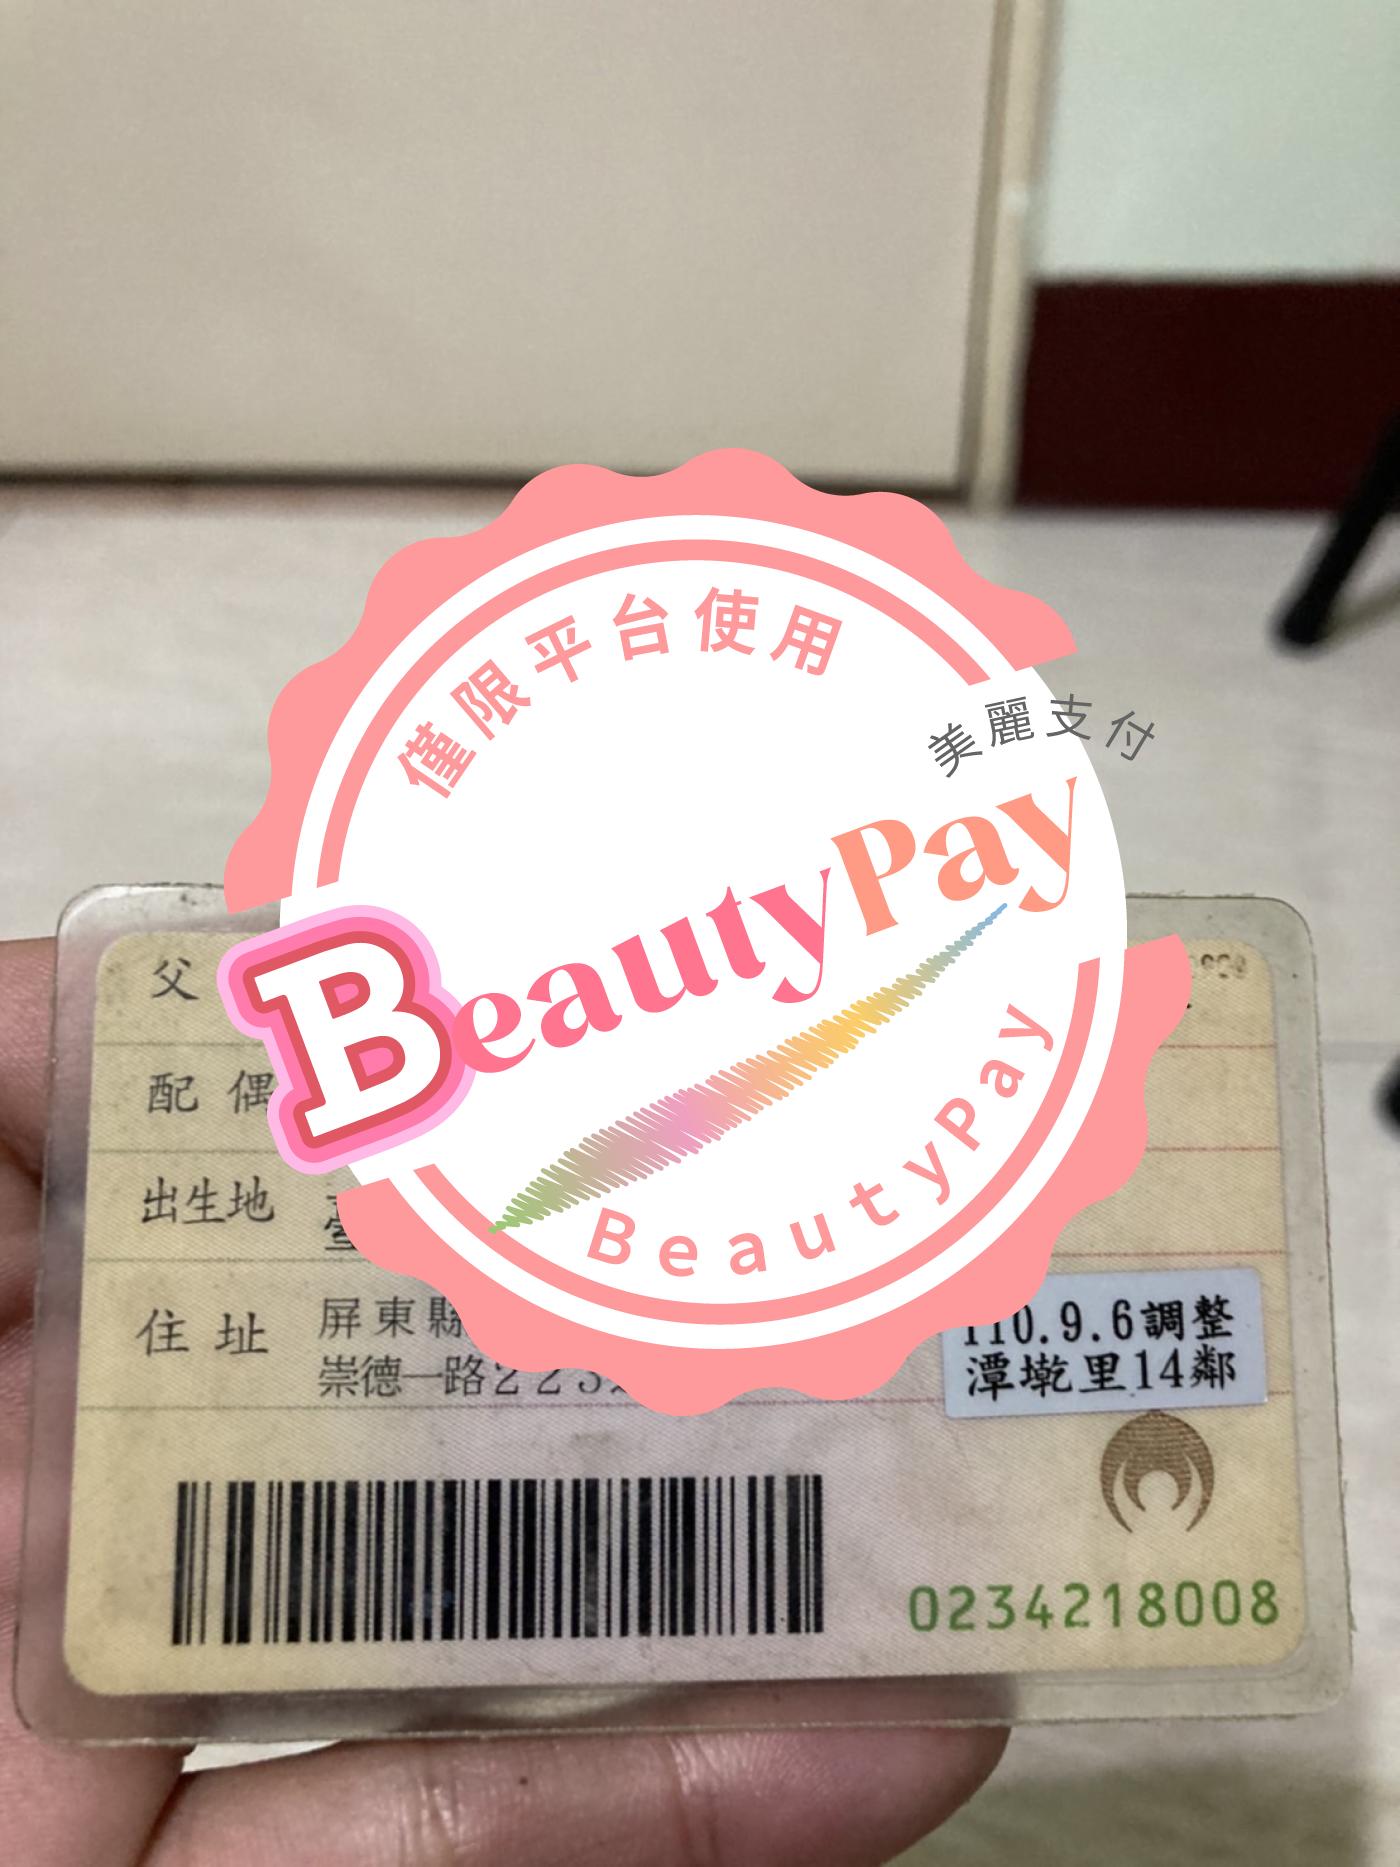 僅限平台使用
美麗支付
BeautyPay
BeautyPay
父
配偶
出生地
住址
屏東縣
崇德一路223
110.9.6調整
潭墘里14鄰
0234218008